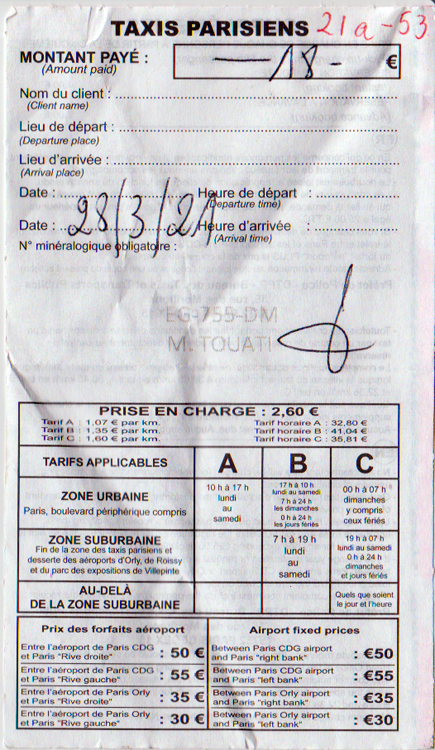 TAXIS PARISIENS 21a-53
MONTANT PAYÉ : — 18 - €
(Amount paid)
Nom du client :
(Client name)
Lieu de départ :
(Departure place)
Lieu d'arrivée :
(Arrival place)
Date : Heure de départ :
(Departure time)
28/3/21
Date : Heure d'arrivée :
(Arrival time)
N° minéralogique obligatoire :
EG-755-DM
M. TOUATI
PRISE EN CHARGE : 2,60 €
Tarif A : 1,07 € par km. Tarif horaire A : 32,80 €
Tarif B : 1,35 € par km. Tarif horaire B : 41,04 €
Tarif C : 1,60 € par km. Tarif horaire C : 35,81 €
TARIFS APPLICABLES A B C
ZONE URBAINE
Paris, boulevard périphérique compris
10 h à 17 h
lundi
au
samedi
17 h à 10 h
lundi au samedi
7 h à 24 h
les dimanches
0 h à 24 h
les jours fériés
00 h à 07 h
dimanches
y compris
ceux fériés
ZONE SUBURBAINE
Fin de la zone des taxis parisiens et
desserte des aéroports d'Orly, de Roissy
et du parc des expositions de Villepinte
7 h à 19 h
lundi
au
samedi
19 h à 07 h
lundi au samedi
0 h à 24 h
dimanches
et jours fériés
AU-DELÀ
DE LA ZONE SUBURBAINE
Quels que soient
le jour et l'heure
Prix des forfaits aéroport
Entre l'aéroport de Paris CDG
et Paris "Rive droite" : 50 €
Entre l'aéroport de Paris CDG
et Paris "Rive gauche" : 55 €
Entre l'aéroport de Paris Orly
et Paris "Rive droite" : 35 €
Entre l'aéroport de Paris Orly
et Paris "Rive gauche" : 30 €
Airport fixed prices
Between Paris CDG airport
and Paris "right bank" : €50
Between Paris CDG airport
and Paris "left bank" : €55
Between Paris Orly airport
and Paris "right bank" : €35
Between Paris Orly airport
and Paris "left bank" : €30